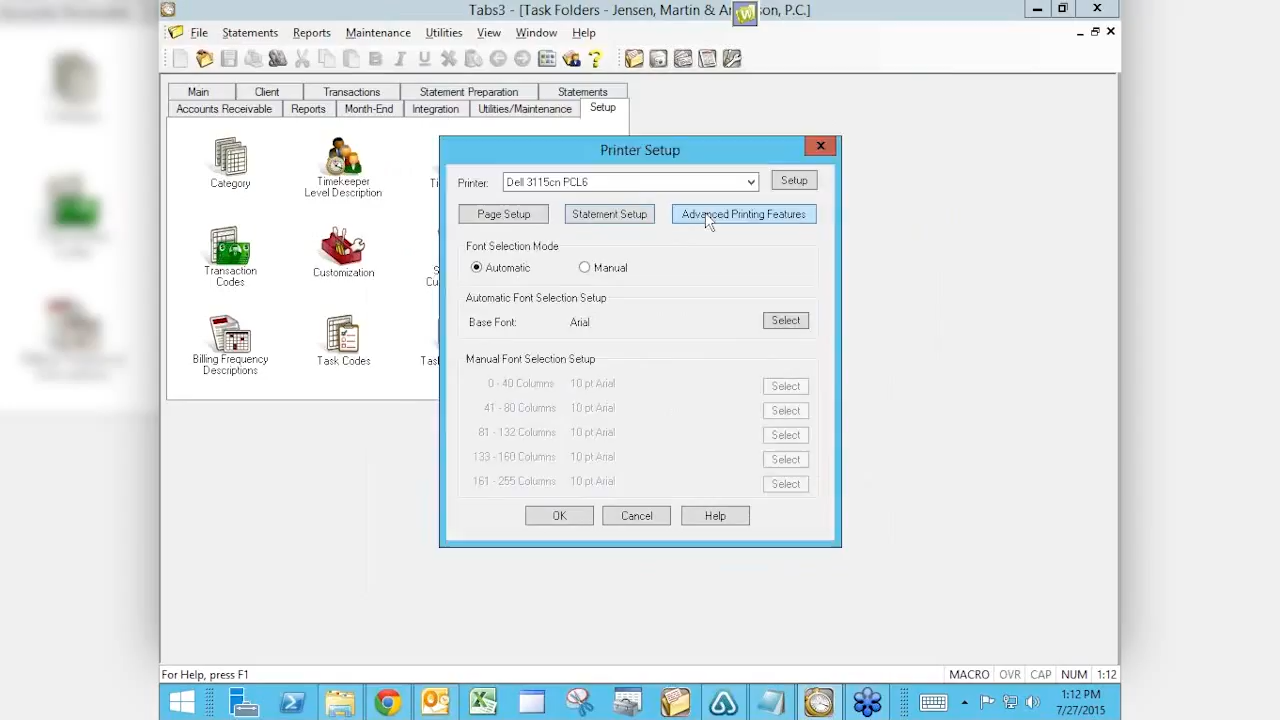 Tabs3 - [Task Folders - Jensen, Martin & An son, P.C.]
File Statements Reports Maintenance Utilities View Window Help
Main Client Transactions Statement Preparation Statements
Accounts Receivable Reports Month-End Integration Utilities/Maintenance Setup
Category
Timekeeper
Level Description
Transaction
Codes
Customization
Billing Frequency
Descriptions
Task Codes
Printer Setup
Printer: Dell 3115cn PCL6 Setup
Page Setup Statement Setup Advanced Printing Features
Font Selection Mode
Automatic Manual
Automatic Font Selection Setup
Base Font: Arial Select
Manual Font Selection Setup
0 - 40 Columns 10 pt Arial Select
41 - 80 Columns 10 pt Arial Select
81 - 132 Columns 10 pt Arial Select
133 - 160 Columns 10 pt Arial Select
161 - 255 Columns 10 pt Arial Select
OK Cancel Help
For Help, press F1 MACRO OVR CAP NUM 1:12
1:12 PM
7/27/2015